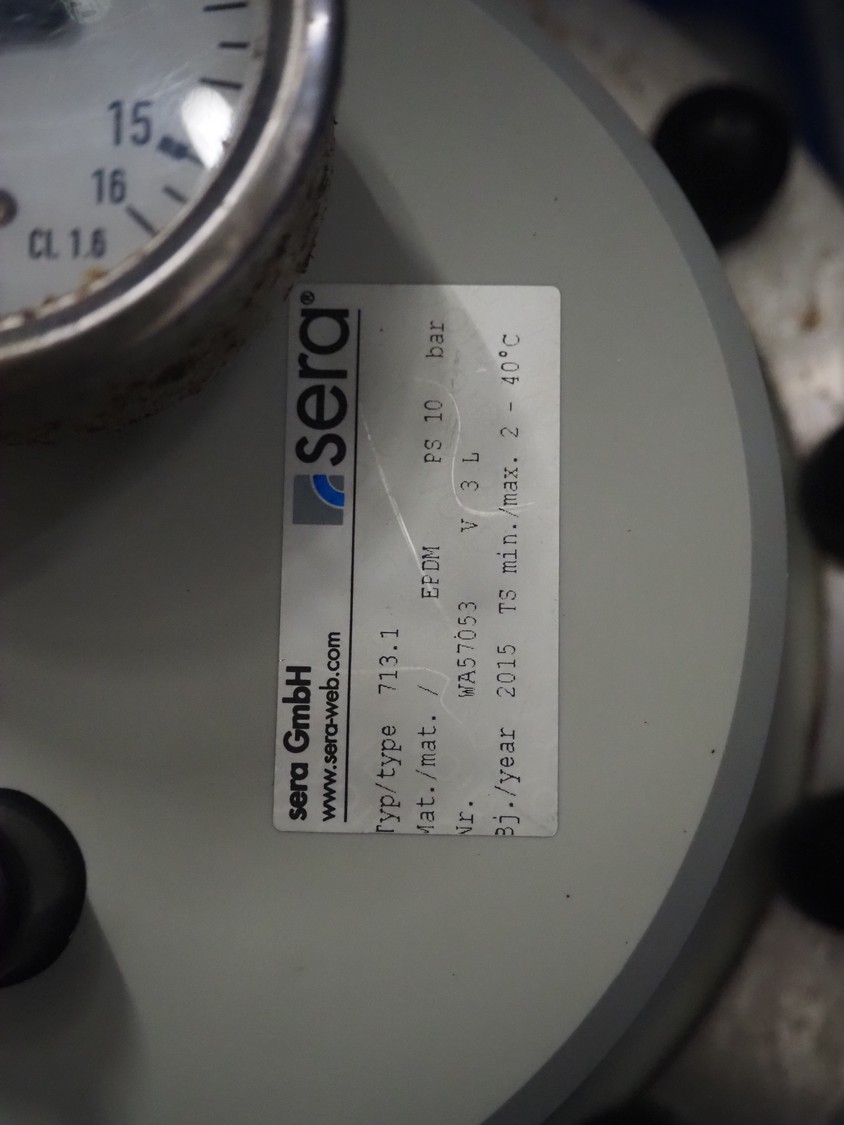 15
16
CL 1.6
sera®
sera GmbH
www.sera-web.com
Typ/type 713.1
Mat./mat. / EPDM PS 10 bar
Nr. WA57053 V 3 L
Bj./year 2015 TS min./max. 2 - 40°C